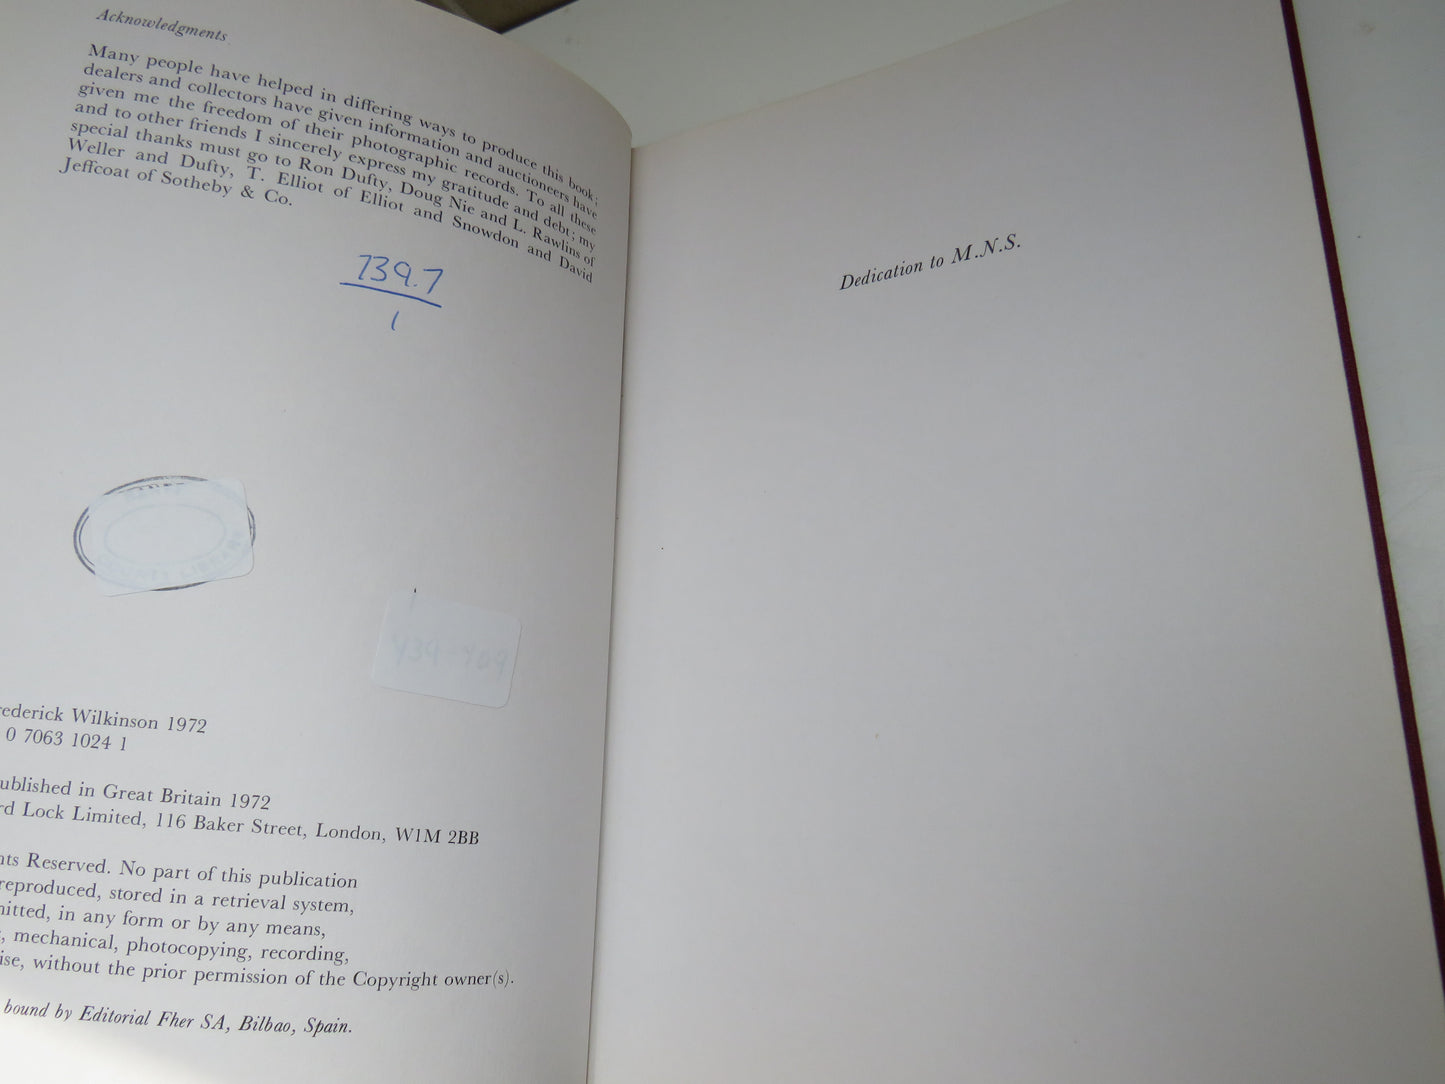 Acknowledgments
Many people have helped in differing ways to produce this book;
dealers and collectors have given information and auctioneers have
given me the freedom of their photographic records. To all these
and to other friends I sincerely express my gratitude and debt; my
special thanks must go to Ron Dufty, Doug Nie and L. Rawlins of
Weller and Dufty, T. Elliot of Elliot and Snowdon and David
Jeffcoat of Sotheby & Co.
739.7
1
COUNTY LIBRARY
rederick Wilkinson 1972
0 7063 1024 1
ublished in Great Britain 1972
rd Lock Limited, 116 Baker Street, London, W1M 2BB
nts Reserved. No part of this publication
reproduced, stored in a retrieval system,
mitted, in any form or by any means,
, mechanical, photocopying, recording,
ise, without the prior permission of the Copyright owner(s).
bound by Editorial Fher SA, Bilbao, Spain.
Dedication to M.N.S.